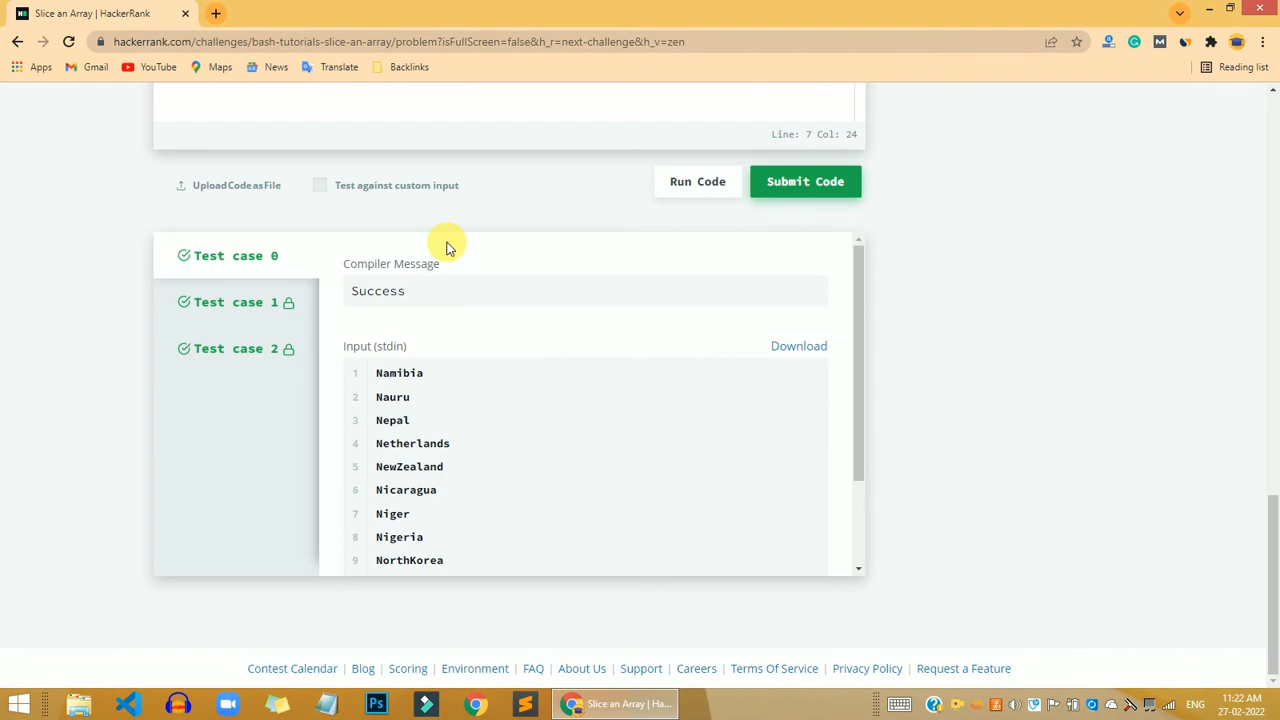 Slice an Array | HackerRank
hackerrank.com/challenges/bash-tutorials-slice-an-array/problem?isFullScreen=false&h_r=next-challenge&h_v=zen
Apps Gmail YouTube Maps News Translate Backlinks Reading list
Line: 7 Col: 24
Upload Code as File Test against custom input Run Code Submit Code
Test case 0
Test case 1
Test case 2
Compiler Message
Success
Input (stdin) Download
1 Namibia
2 Nauru
3 Nepal
4 Netherlands
5 NewZealand
6 Nicaragua
7 Niger
8 Nigeria
9 NorthKorea
Contest Calendar | Blog | Scoring | Environment | FAQ | About Us | Support | Careers | Terms Of Service | Privacy Policy | Request a Feature
Slice an Array | Ha...
ENG
11:22 AM
27-02-2022